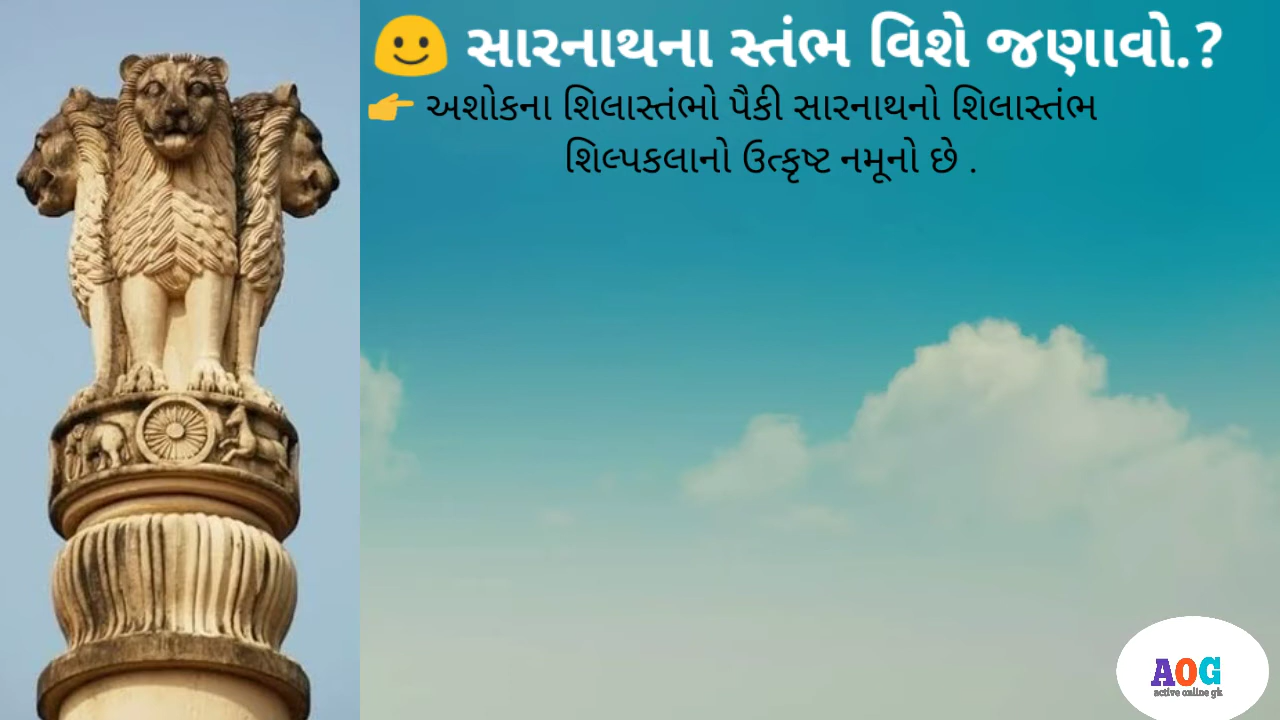 🙂 સારનાથના સ્તંભ વિશે જણાવો.?
👉 અશોકના શિલાસ્તંભો પૈકી સારનાથનો શિલાસ્તંભ
શિલ્પકલાનો ઉત્કૃષ્ટ નમૂનો છે .
AOG
active online gk